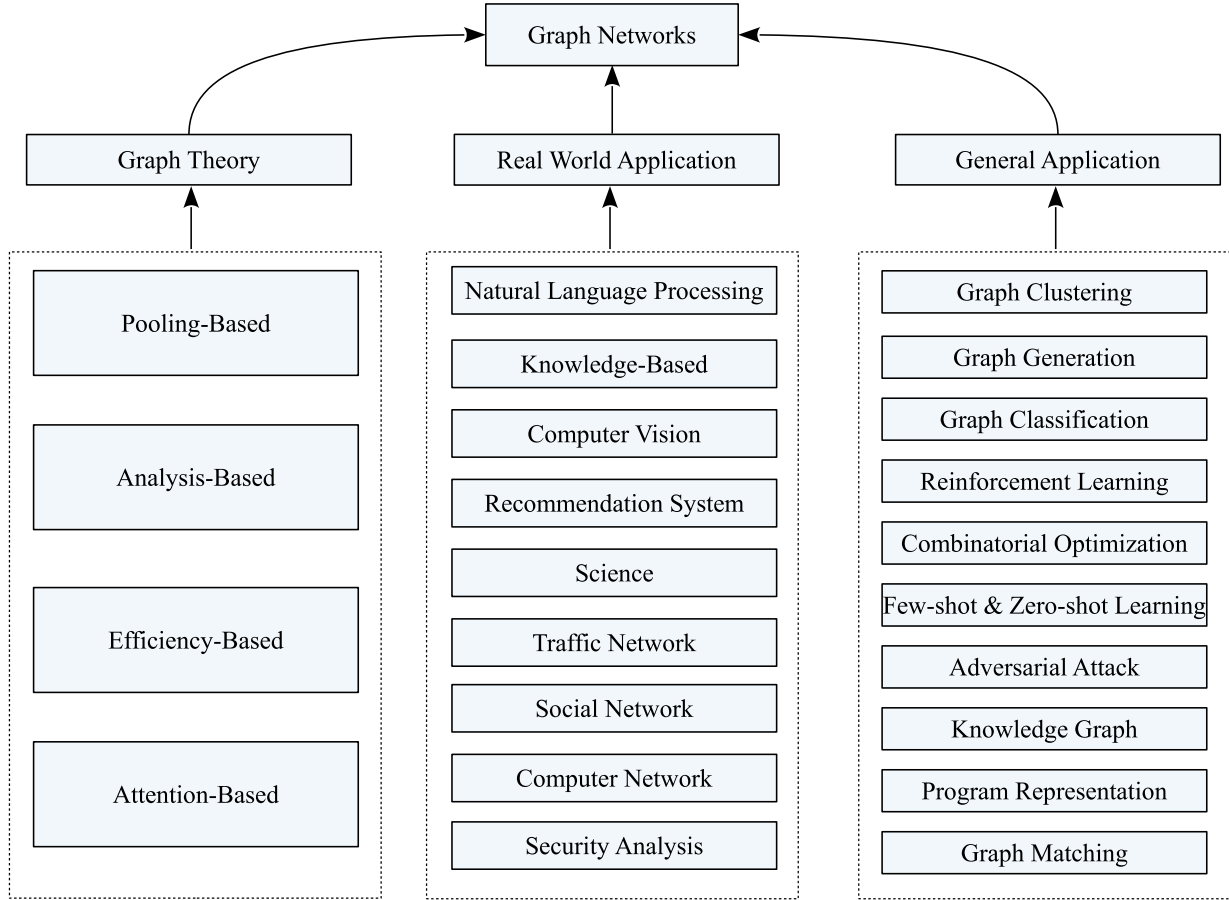 Graph Networks
Graph Theory
Real World Application
General Application
Pooling-Based
Analysis-Based
Efficiency-Based
Attention-Based
Natural Language Processing
Knowledge-Based
Computer Vision
Recommendation System
Science
Traffic Network
Social Network
Computer Network
Security Analysis
Graph Clustering
Graph Generation
Graph Classification
Reinforcement Learning
Combinatorial Optimization
Few-shot & Zero-shot Learning
Adversarial Attack
Knowledge Graph
Program Representation
Graph Matching